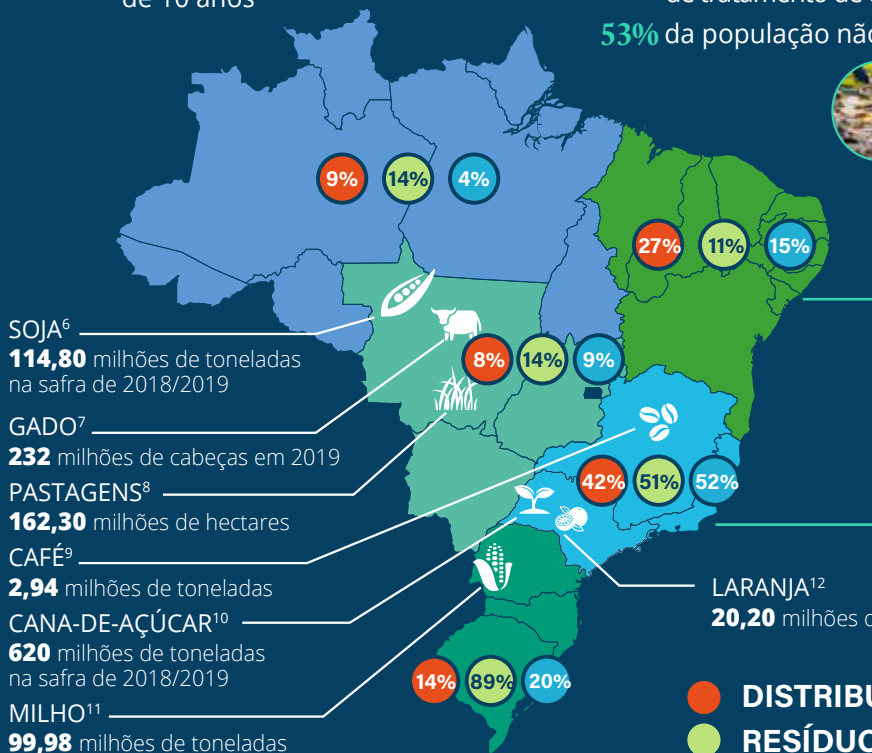 de 10 anos
53% da população
9%
14%
4%
27%
11%
15%
8%
14%
9%
42%
51%
52%
14%
89%
20%
SOJA⁶
114,80 milhões de toneladas
na safra de 2018/2019
GADO⁷
232 milhões de cabeças em 2019
PASTAGENS⁸
162,30 milhões de hectares
CAFÉ⁹
2,94 milhões de toneladas
CANA-DE-AÇÚCAR¹⁰
620 milhões de toneladas
na safra de 2018/2019
MILHO¹¹
99,98 milhões de toneladas
LARANJA¹²
20,20 milhões
DISTRIBU
RESÍDUO